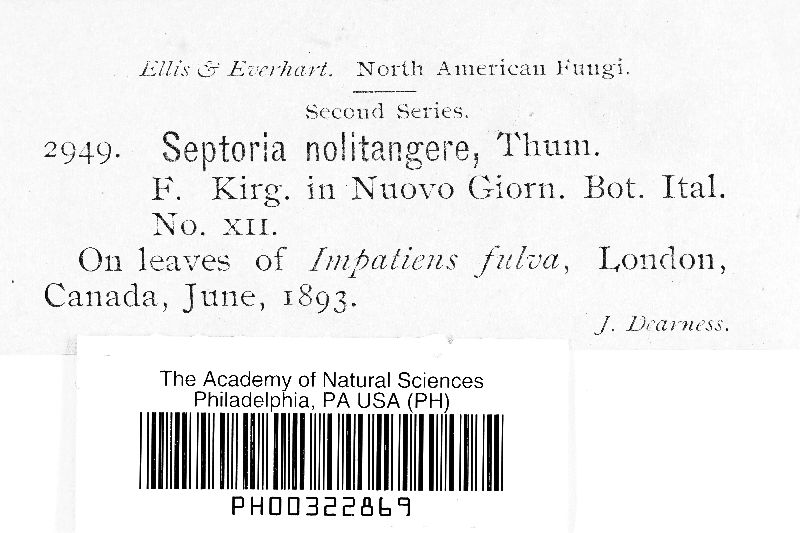 Ellis & Everhart. North American Fungi.
Second Series.
2949. Septoria nolitangere, Thum.
F. Kirg. in Nuovo Giorn. Bot. Ital.
No. XII.
On leaves of Impatiens fulva, London,
Canada, June, 1893.
J. Dearness.
The Academy of Natural Sciences
Philadelphia, PA USA (PH)
PH00322869